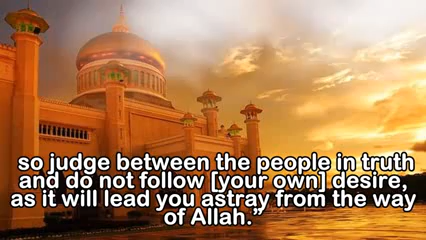 so judge between the people in truth
and do not follow [your own] desire,
as it will lead you astray from the way
of Allah.”